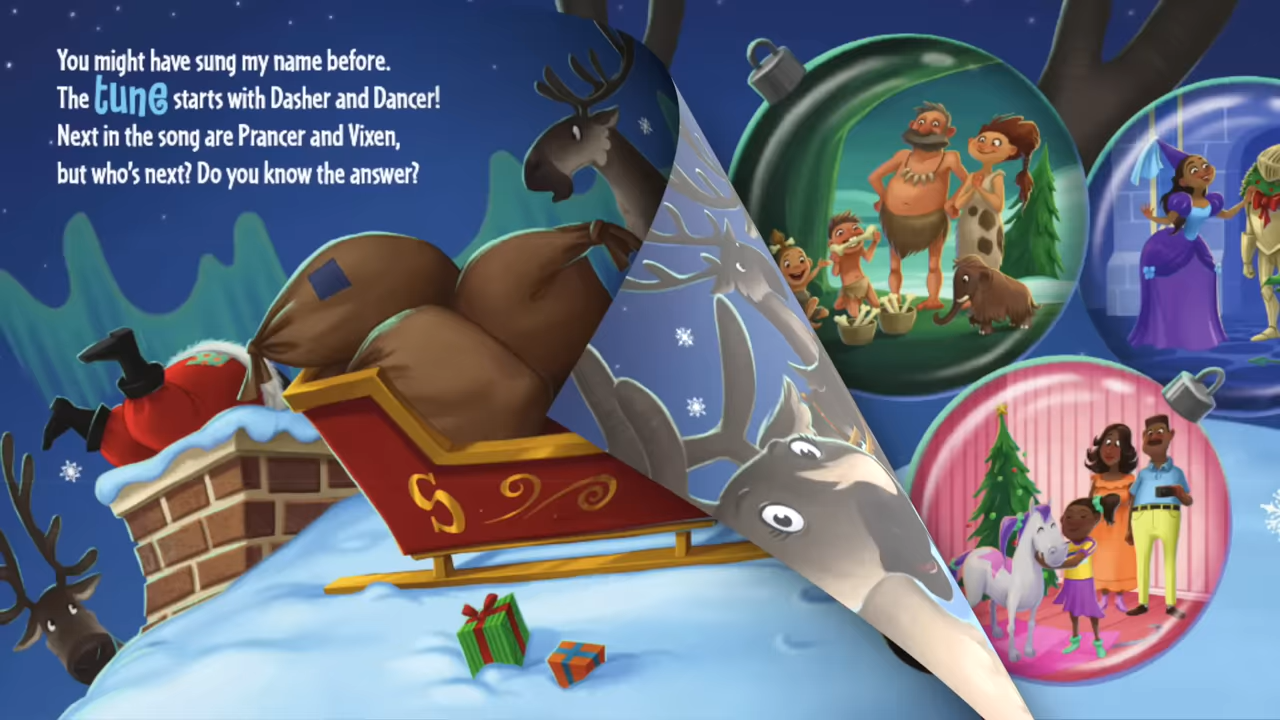 You might have sung my name before.
The tune starts with Dasher and Dancer!
Next in the song are Prancer and Vixen,
but who's next? Do you know the answer?
S